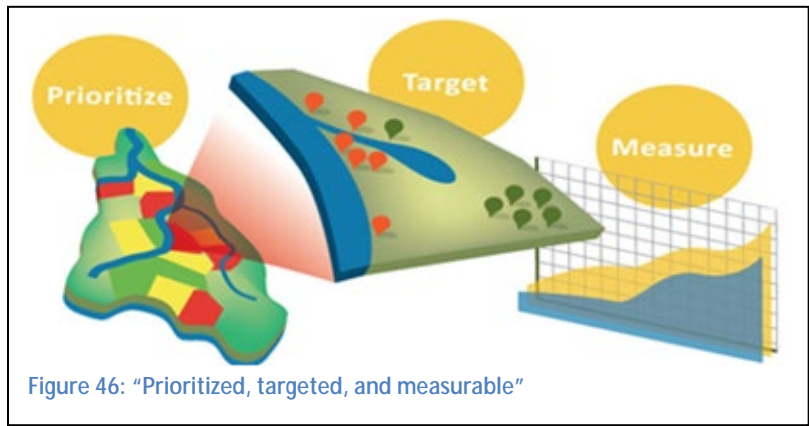 Prioritize
Target
Measure
Figure 46: “Prioritized, targeted, and measurable”